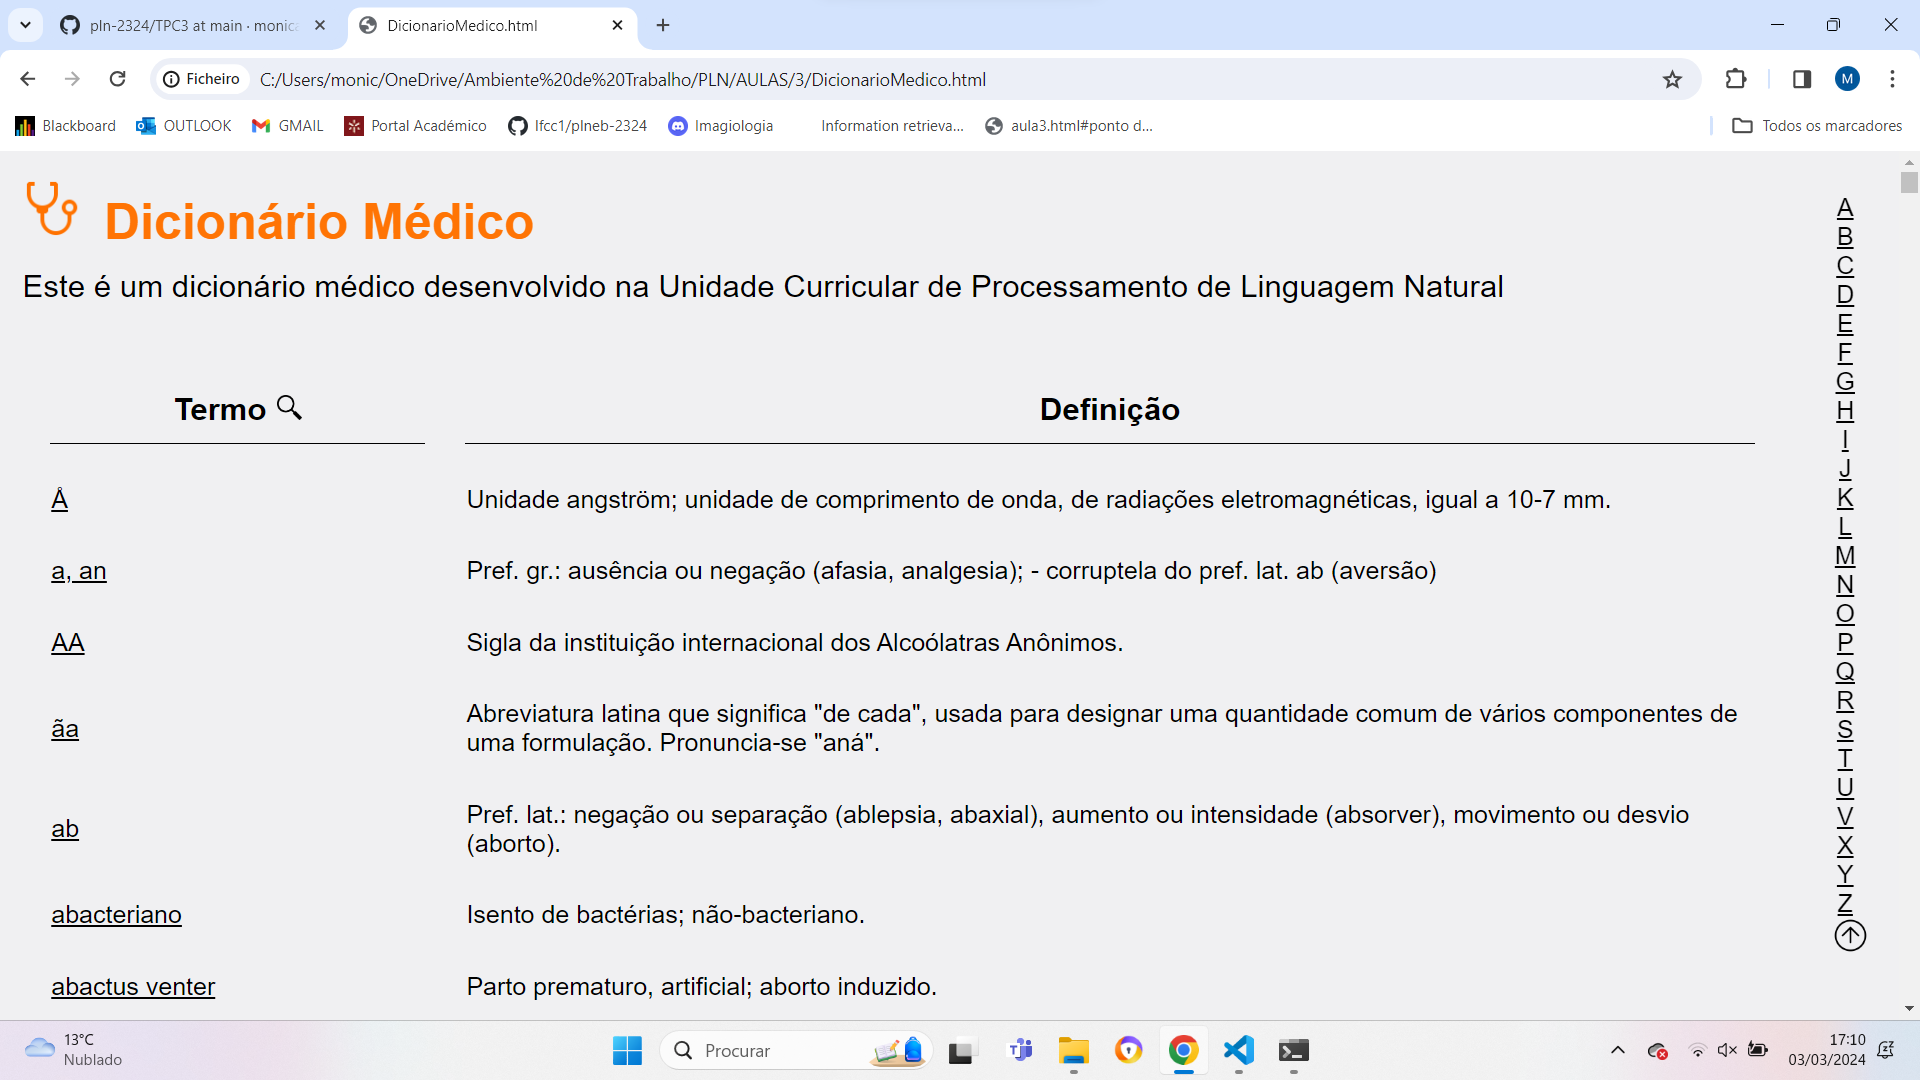 pln-2324/TPC3 at main · monica
DicionarioMedico.html
Ficheiro
C:/Users/monic/OneDrive/Ambiente%20de%20Trabalho/PLN/AULAS/3/DicionarioMedico.html
M
Blackboard
OUTLOOK
GMAIL
Portal Académico
lfcc1/plneb-2324
Imagiologia
Information retrieva...
aula3.html#ponto d...
Todos os marcadores
Dicionário Médico
Este é um dicionário médico desenvolvido na Unidade Curricular de Processamento de Linguagem Natural
Termo
Definição
Å
Unidade angström; unidade de comprimento de onda, de radiações eletromagnéticas, igual a 10-7 mm.
a, an
Pref. gr.: ausência ou negação (afasia, analgesia); - corruptela do pref. lat. ab (aversão)
AA
Sigla da instituição internacional dos Alcoólatras Anônimos.
ãa
Abreviatura latina que significa "de cada", usada para designar uma quantidade comum de vários componentes de
uma formulação. Pronuncia-se "aná".
ab
Pref. lat.: negação ou separação (ablepsia, abaxial), aumento ou intensidade (absorver), movimento ou desvio
(aborto).
abacteriano
Isento de bactérias; não-bacteriano.
abactus venter
Parto prematuro, artificial; aborto induzido.
A
B
C
D
E
F
G
H
I
J
K
L
M
N
O
P
Q
R
S
T
U
V
X
Y
Z
13°C
Nublado
Procurar
17:10
03/03/2024